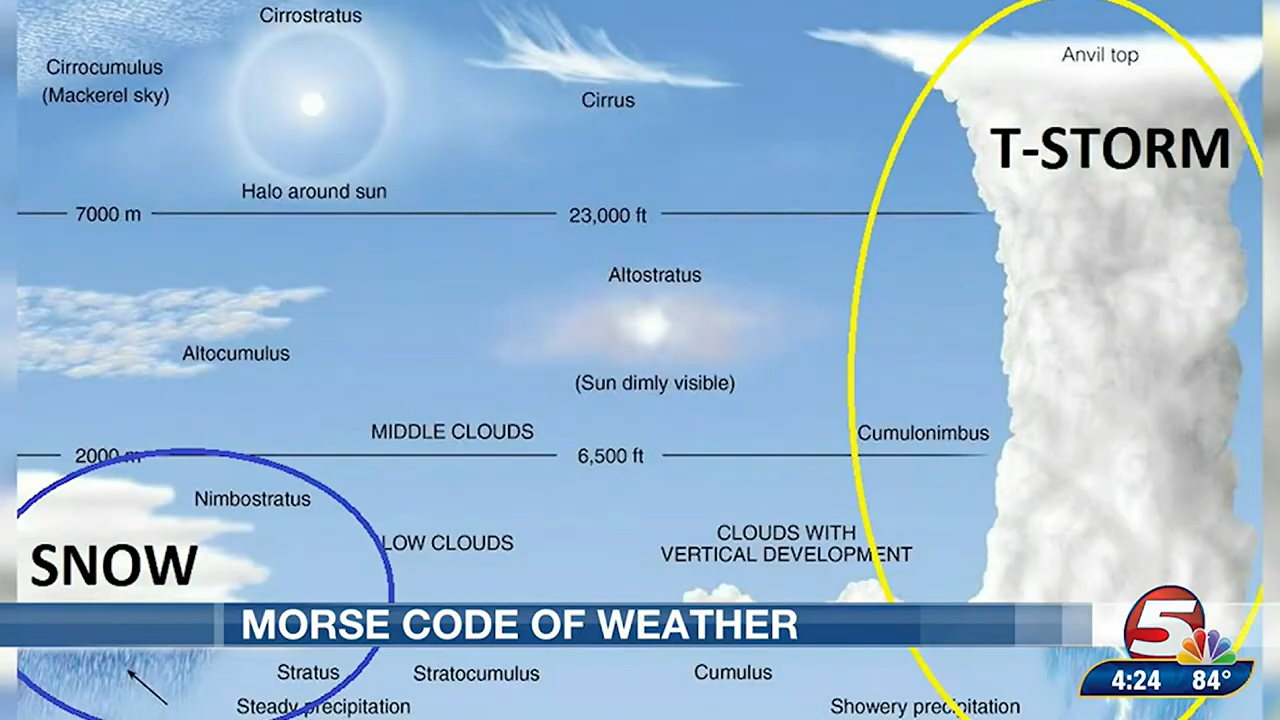 Cirrostratus
Cirrocumulus
(Mackerel sky)
Anvil top
Cirrus
T-STORM
Halo around sun
7000 m
23,000 ft
Altostratus
Altocumulus
(Sun dimly visible)
MIDDLE CLOUDS
Cumulonimbus
2000 m
6,500 ft
Nimbostratus
LOW CLOUDS
CLOUDS WITH
VERTICAL DEVELOPMENT
SNOW
MORSE CODE OF WEATHER
5
Stratus
Stratocumulus
Cumulus
4:24 84°
Steady precipitation
Showery precipitation